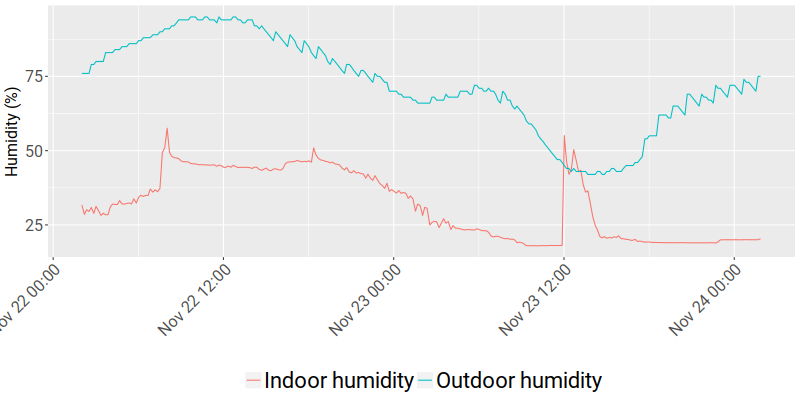 Humidity (%)
75
50
25
Nov 22 00:00
Nov 22 12:00
Nov 23 00:00
Nov 23 12:00
Nov 24 00:00
Indoor humidity Outdoor humidity